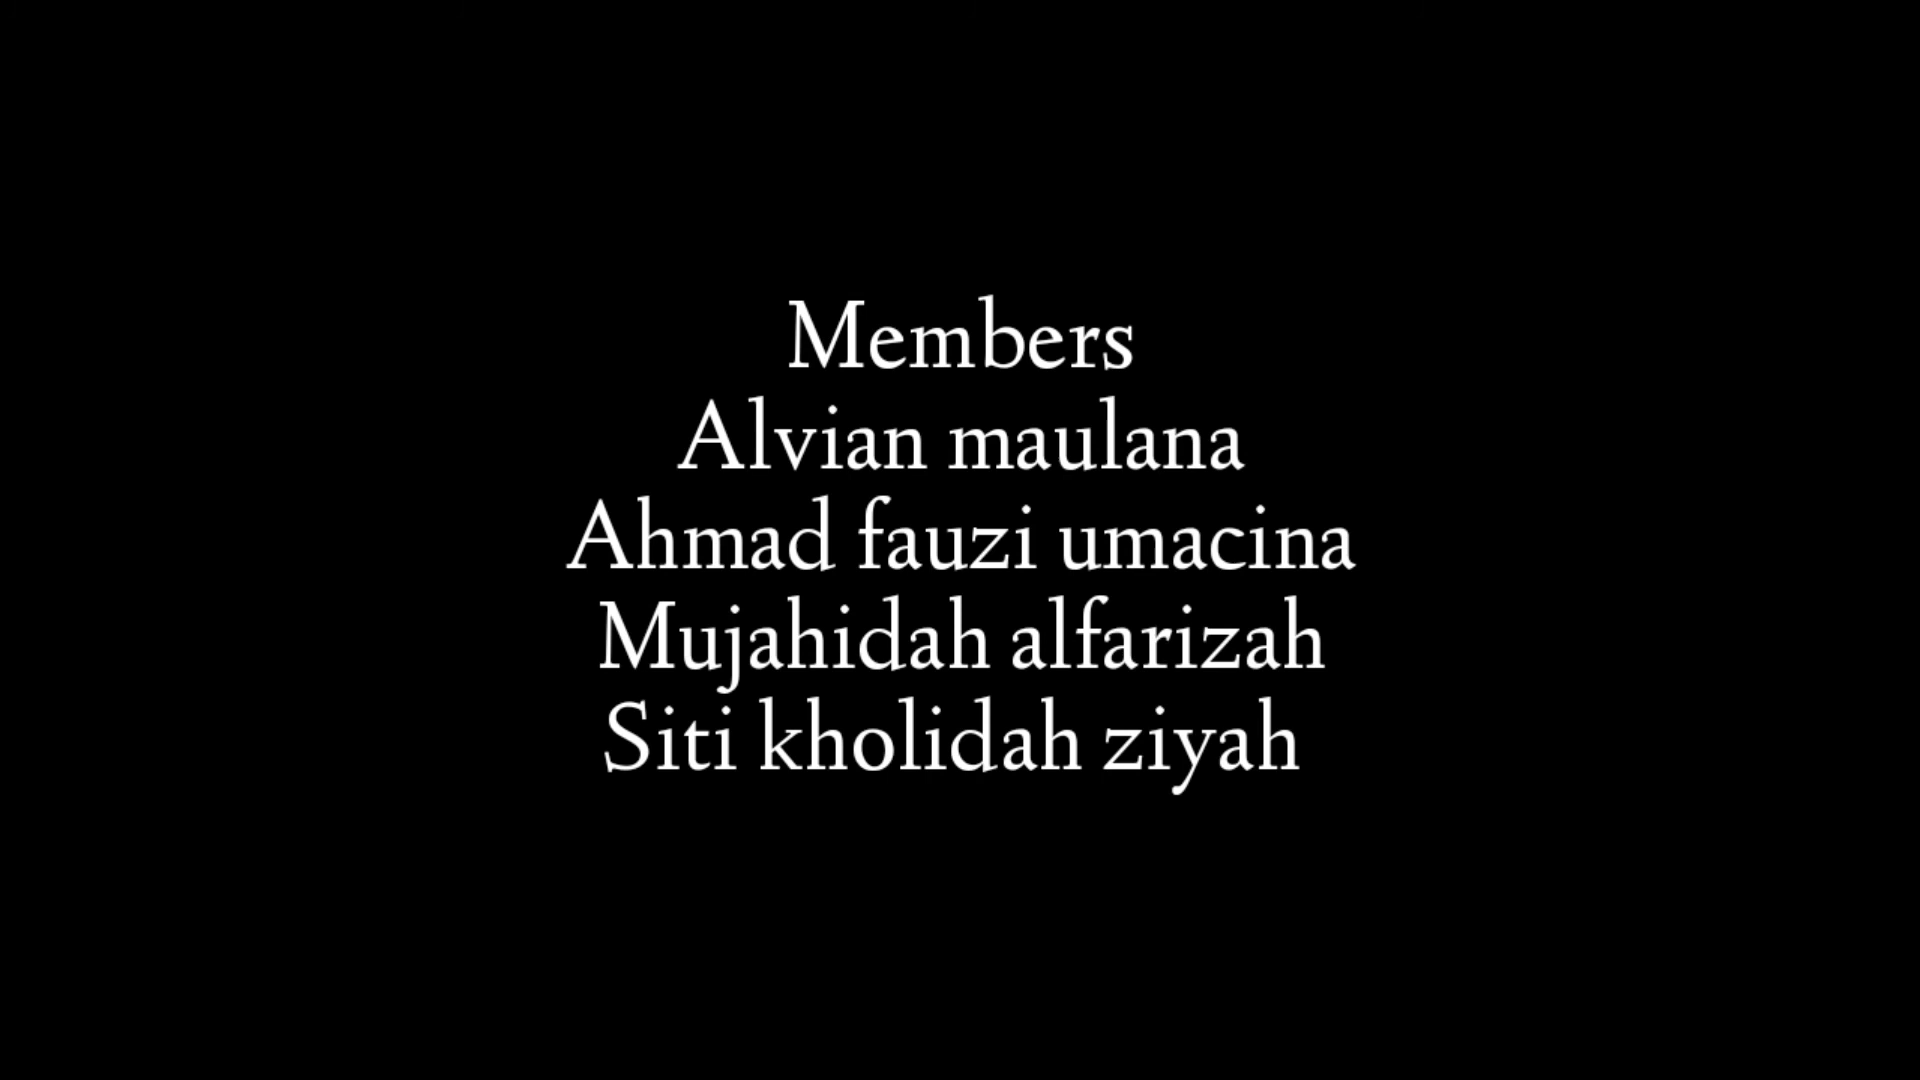 Members
Alvian maulana
Ahmad fauzi umacina
Mujahidah alfarizah
Siti kholidah ziyah